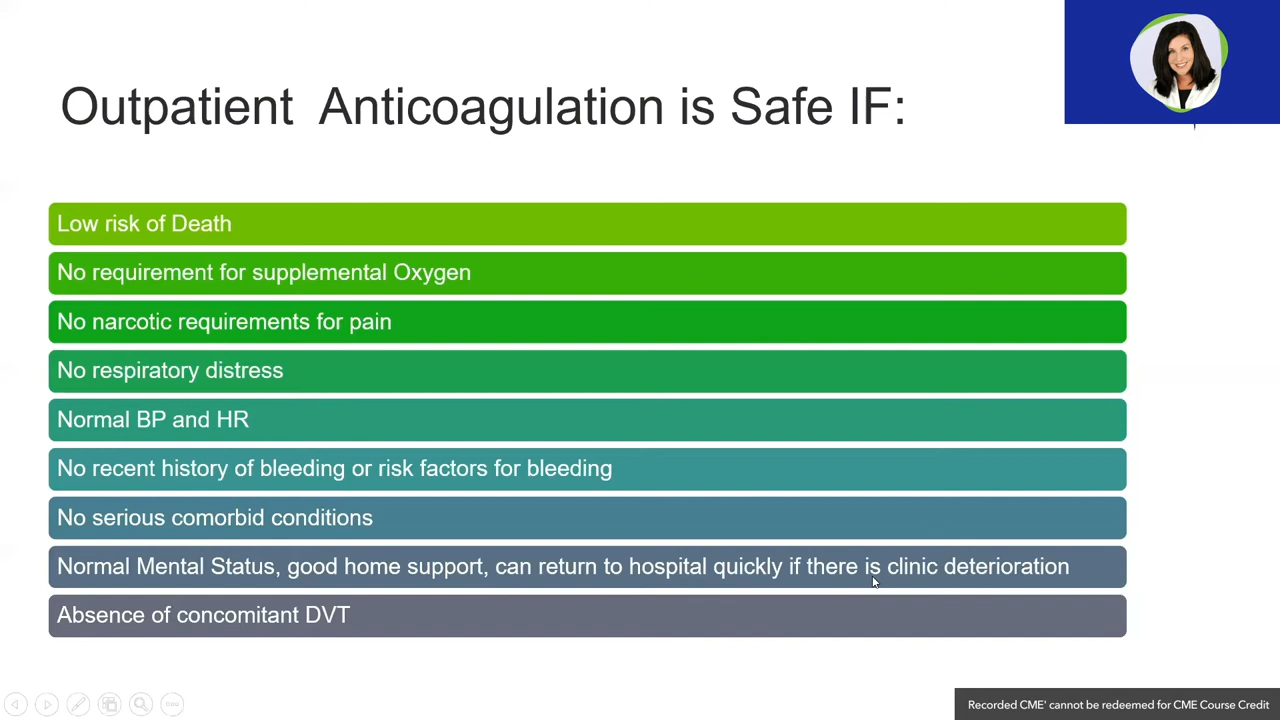 Outpatient Anticoagulation is Safe IF:
Low risk of Death
No requirement for supplemental Oxygen
No narcotic requirements for pain
No respiratory distress
Normal BP and HR
No recent history of bleeding or risk factors for bleeding
No serious comorbid conditions
Normal Mental Status, good home support, can return to hospital quickly if there is clinic deterioration
Absence of concomitant DVT
Recorded CME' cannot be redeemed for CME Course Credit